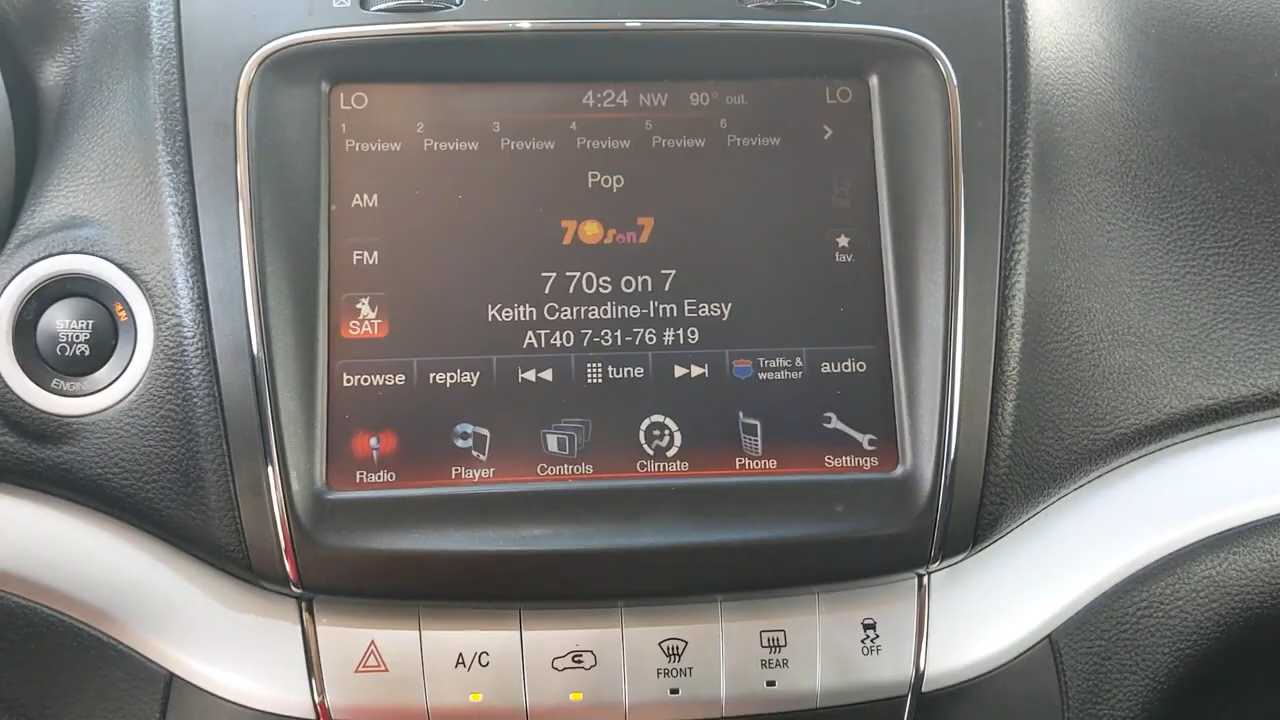 LO 4:24 NW 90° out. LO
1 2 3 4 5 6
Preview Preview Preview Preview Preview Preview
Pop
AM
70s on 7
FM
fav.
7 70s on 7
SAT
Keith Carradine-I'm Easy
AT40 7-31-76 #19
browse replay tune Traffic & weather audio
Radio Player Controls Climate Phone Settings
START
STOP
ENGINE
RUN
A/C
FRONT
REAR
OFF